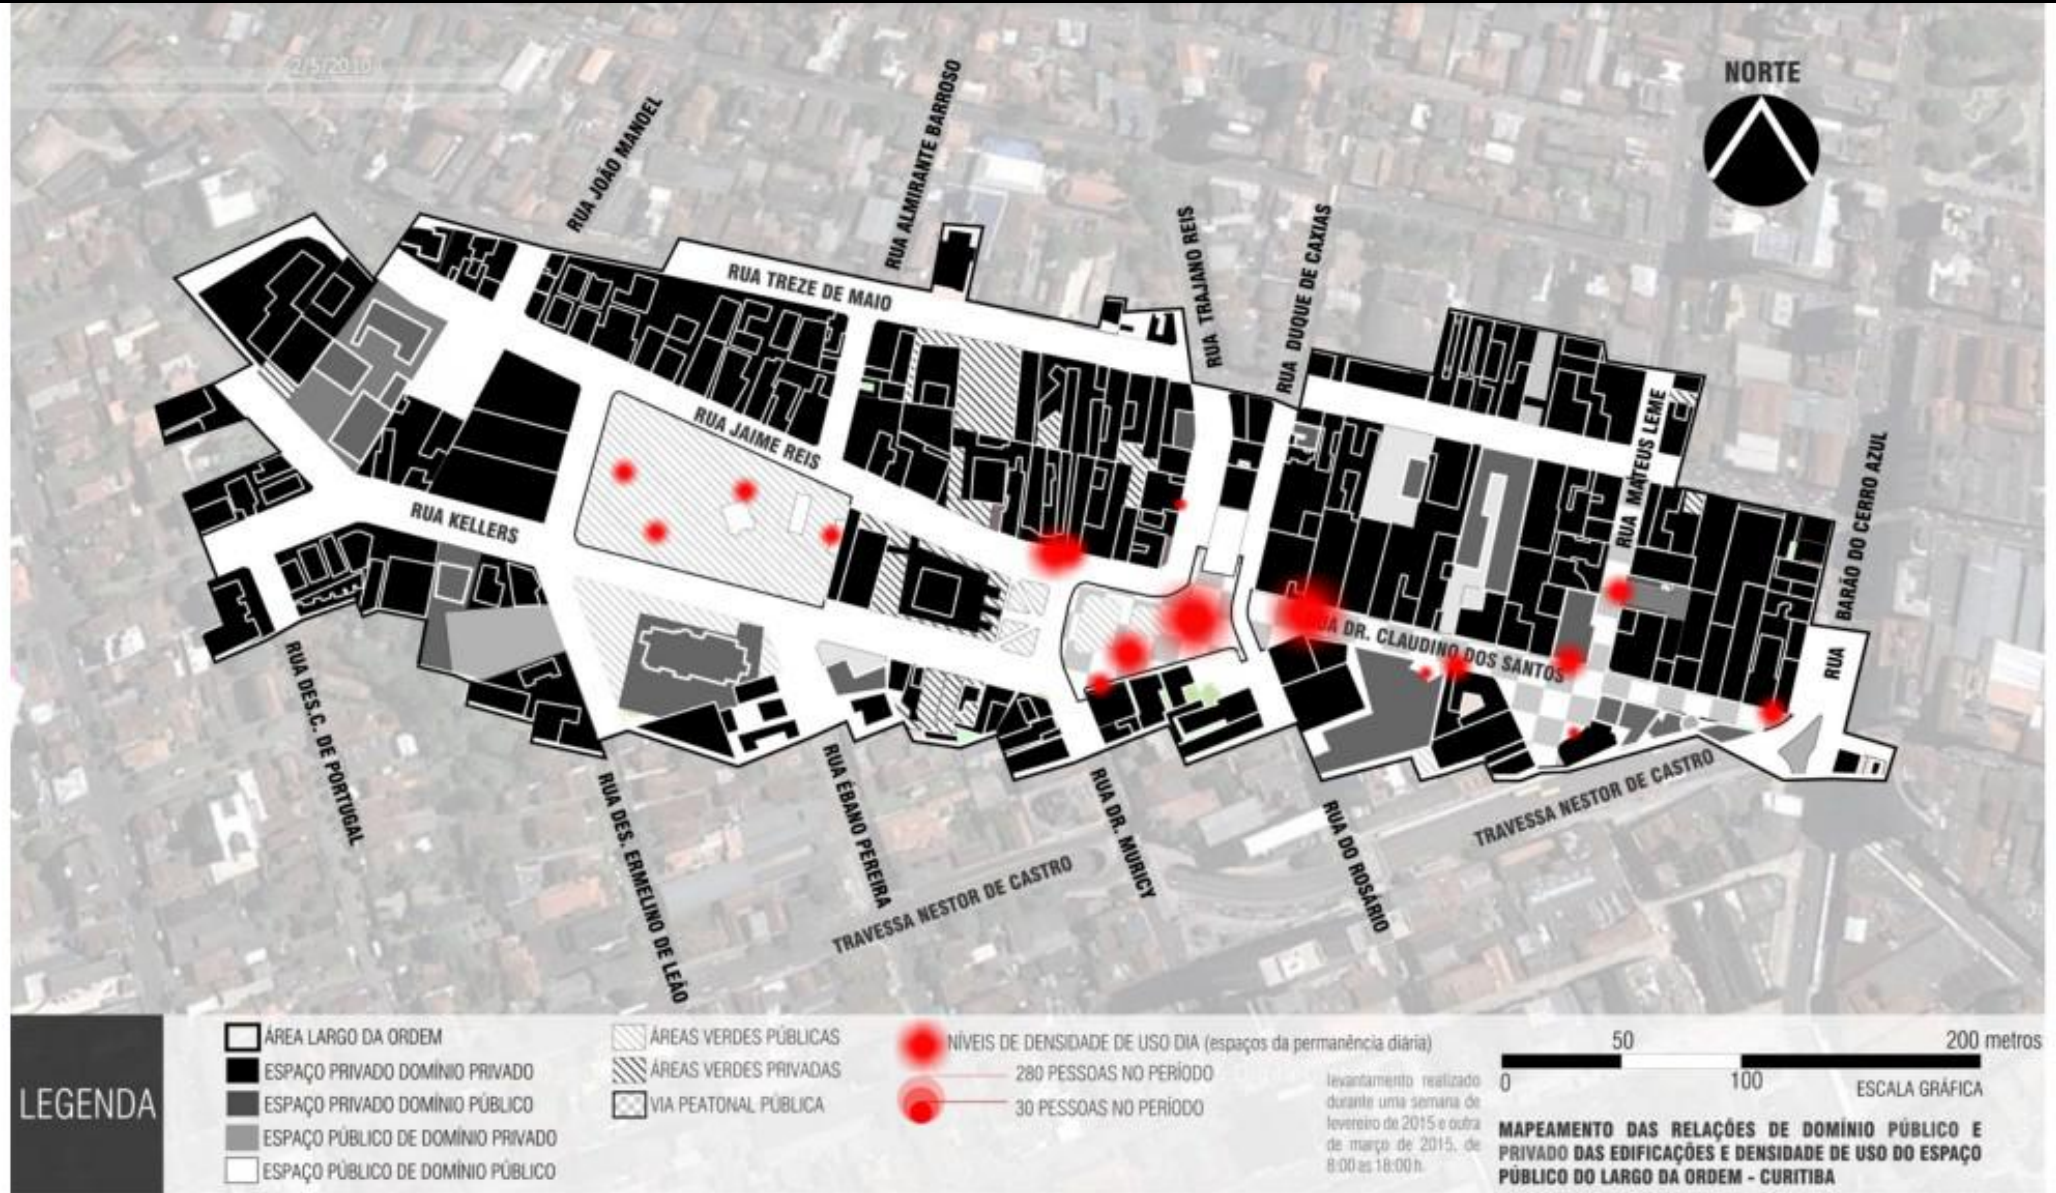 2/5/2010
NORTE
RUA JOÃO MANOEL
RUA ALMIRANTE BARROSO
RUA TREZE DE MAIO
RUA TRAJANO REIS
RUA DUQUE DE CAXIAS
RUA MATEUS LEME
BARÃO DO CERRO AZUL
RUA
RUA JAIME REIS
RUA KELLERS
RUA DR. CLAUDINO DOS SANTOS
RUA DES.C. DE PORTUGAL
RUA DES. ERMELINO DE LEÃO
RUA ÉBANO PEREIRA
RUA DR. MURICY
RUA DO ROSÁRIO
TRAVESSA NESTOR DE CASTRO
TRAVESSA NESTOR DE CASTRO
LEGENDA
ÁREA LARGO DA ORDEM
ESPAÇO PRIVADO DOMÍNIO PRIVADO
ESPAÇO PRIVADO DOMÍNIO PÚBLICO
ESPAÇO PÚBLICO DE DOMÍNIO PRIVADO
ESPAÇO PÚBLICO DE DOMÍNIO PÚBLICO
ÁREAS VERDES PÚBLICAS
ÁREAS VERDES PRIVADAS
VIA PEATONAL PÚBLICA
NÍVEIS DE DENSIDADE DE USO DIA (espaços da permanência diária)
280 PESSOAS NO PERÍODO
30 PESSOAS NO PERÍODO
levantamento realizado
durante uma semana de
fevereiro de 2015 e outra
de março de 2015, de
8:00 as 18:00 h.
50
200 metros
0
100
ESCALA GRÁFICA
MAPEAMENTO DAS RELAÇÕES DE DOMÍNIO PÚBLICO E
PRIVADO DAS EDIFICAÇÕES E DENSIDADE DE USO DO ESPAÇO
PÚBLICO DO LARGO DA ORDEM - CURITIBA